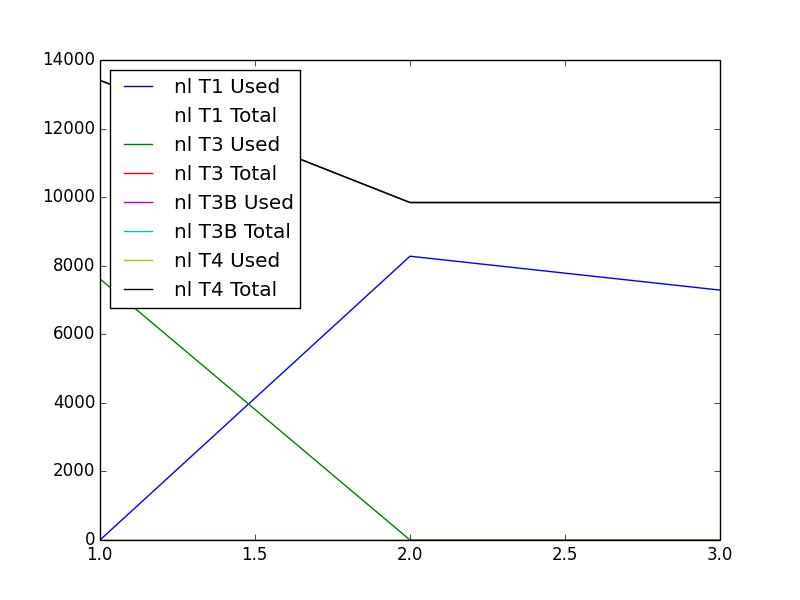 14000
12000
10000
8000
6000
4000
2000
0
nl T1 Used
nl T1 Total
nl T3 Used
nl T3 Total
nl T3B Used
nl T3B Total
nl T4 Used
nl T4 Total
1.0 1.5 2.0 2.5 3.0